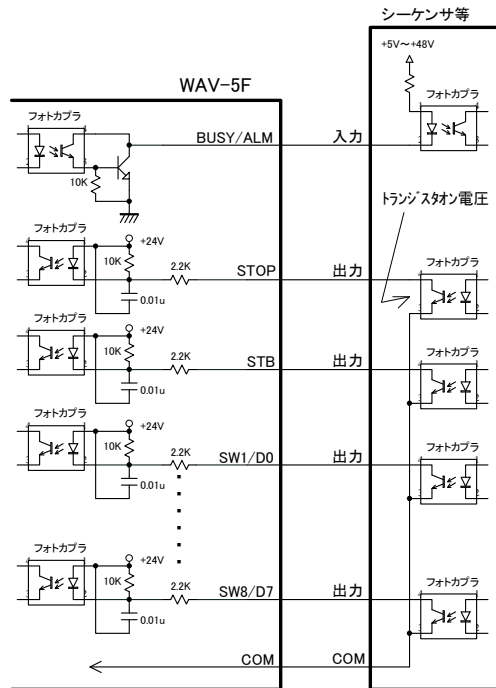 シーケンサ等
+5V～+48V
WAV-5F
フォトカプラ
フォトカプラ
BUSY/ALM
入力
10K
トランジスタオン電圧
フォトカプラ
+24V
10K
2.2K
STOP
出力
フォトカプラ
0.01u
フォトカプラ
+24V
10K
2.2K
STB
出力
フォトカプラ
0.01u
フォトカプラ
+24V
10K
2.2K
SW1/D0
出力
フォトカプラ
0.01u
フォトカプラ
+24V
10K
2.2K
SW8/D7
出力
フォトカプラ
0.01u
COM
COM